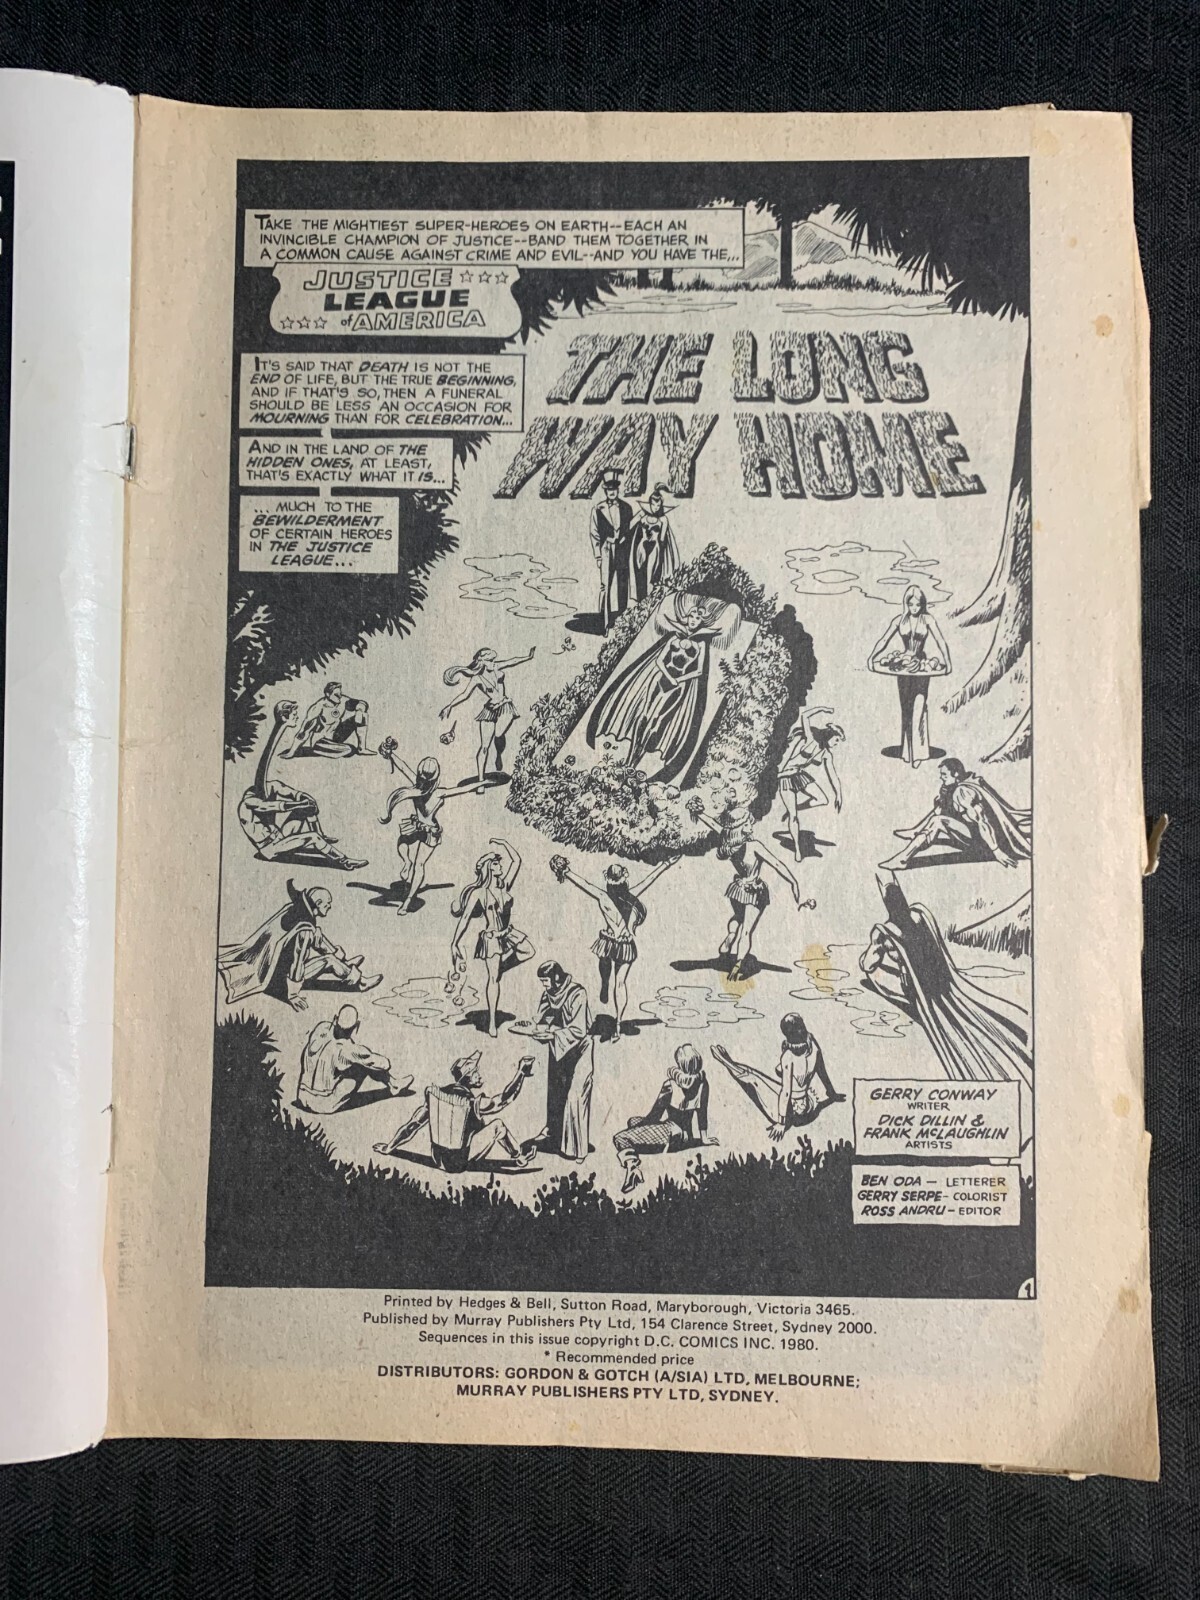 TAKE THE MIGHTIEST SUPER-HEROES ON EARTH--EACH AN
INVINCIBLE CHAMPION OF JUSTICE--BAND THEM TOGETHER IN
A COMMON CAUSE AGAINST CRIME AND EVIL--AND YOU HAVE THE...
JUSTICE
LEAGUE
of AMERICA
THE LONG
WAY HOME
IT'S SAID THAT DEATH IS NOT THE
END OF LIFE, BUT THE TRUE BEGINNING,
AND IF THAT'S SO, THEN A FUNERAL
SHOULD BE LESS AN OCCASION FOR
MOURNING THAN FOR CELEBRATION...
AND IN THE LAND OF THE
HIDDEN ONES, AT LEAST,
THAT'S EXACTLY WHAT IT IS...
... MUCH TO THE
BEWILDERMENT
OF CERTAIN HEROES
IN THE JUSTICE
LEAGUE...
GERRY CONWAY
WRITER
DICK DILLIN &
FRANK McLAUGHLIN
ARTISTS
BEN ODA — LETTERER
GERRY SERPE - COLORIST
ROSS ANDRU - EDITOR
1
Printed by Hedges & Bell, Sutton Road, Maryborough, Victoria 3465.
Published by Murray Publishers Pty Ltd, 154 Clarence Street, Sydney 2000.
Sequences in this issue copyright D.C. COMICS INC. 1980.
* Recommended price
DISTRIBUTORS: GORDON & GOTCH (A/SIA) LTD, MELBOURNE;
MURRAY PUBLISHERS PTY LTD, SYDNEY.